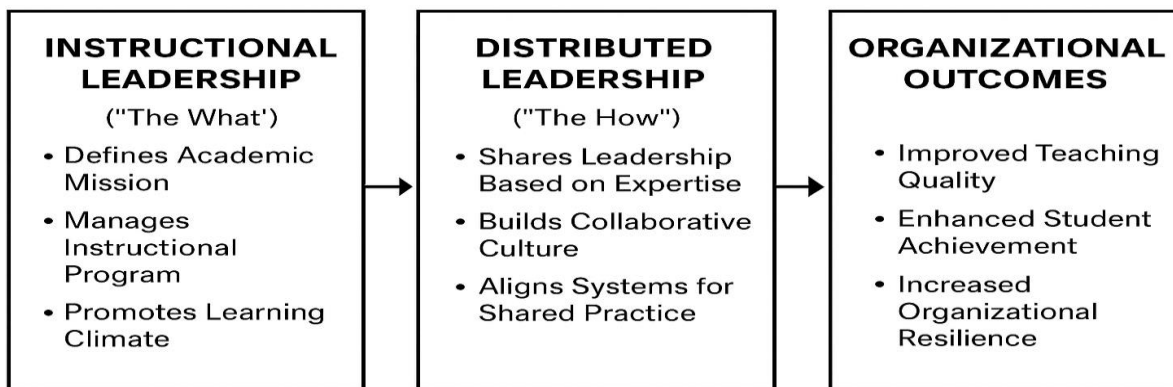 INSTRUCTIONAL
LEADERSHIP
("The What')
• Defines Academic
Mission
• Manages
Instructional
Program
• Promotes Learning
Climate
DISTRIBUTED
LEADERSHIP
("The How")
• Shares Leadership
Based on Expertise
• Builds Collaborative
Culture
• Aligns Systems for
Shared Practice
ORGANIZATIONAL
OUTCOMES
• Improved Teaching
Quality
• Enhanced Student
Achievement
• Increased
Organizational
Resilience